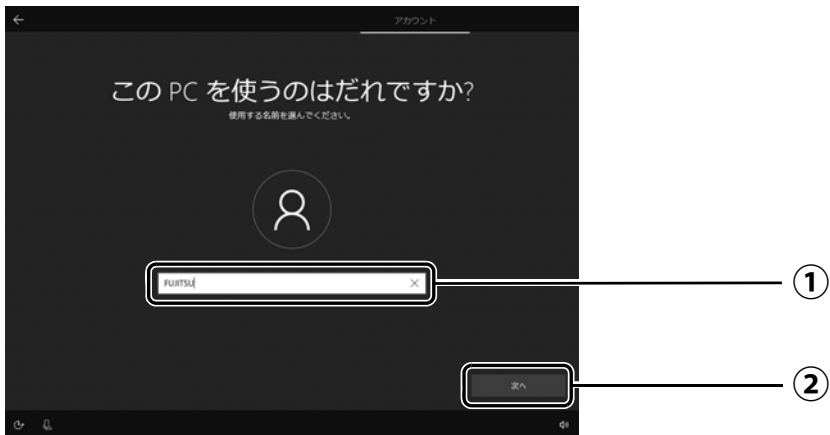 アカウント
この PC を使うのはだれですか?
使用する名前を選んでください。
FUJITSU
①
次へ
②